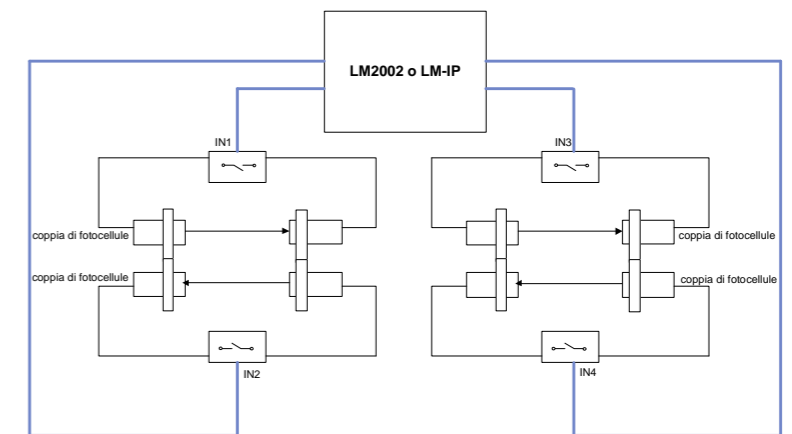 LM2002 o LM-IP
IN1
IN3
coppia di fotocellule
coppia di fotocellule
coppia di fotocellule
coppia di fotocellule
IN2
IN4